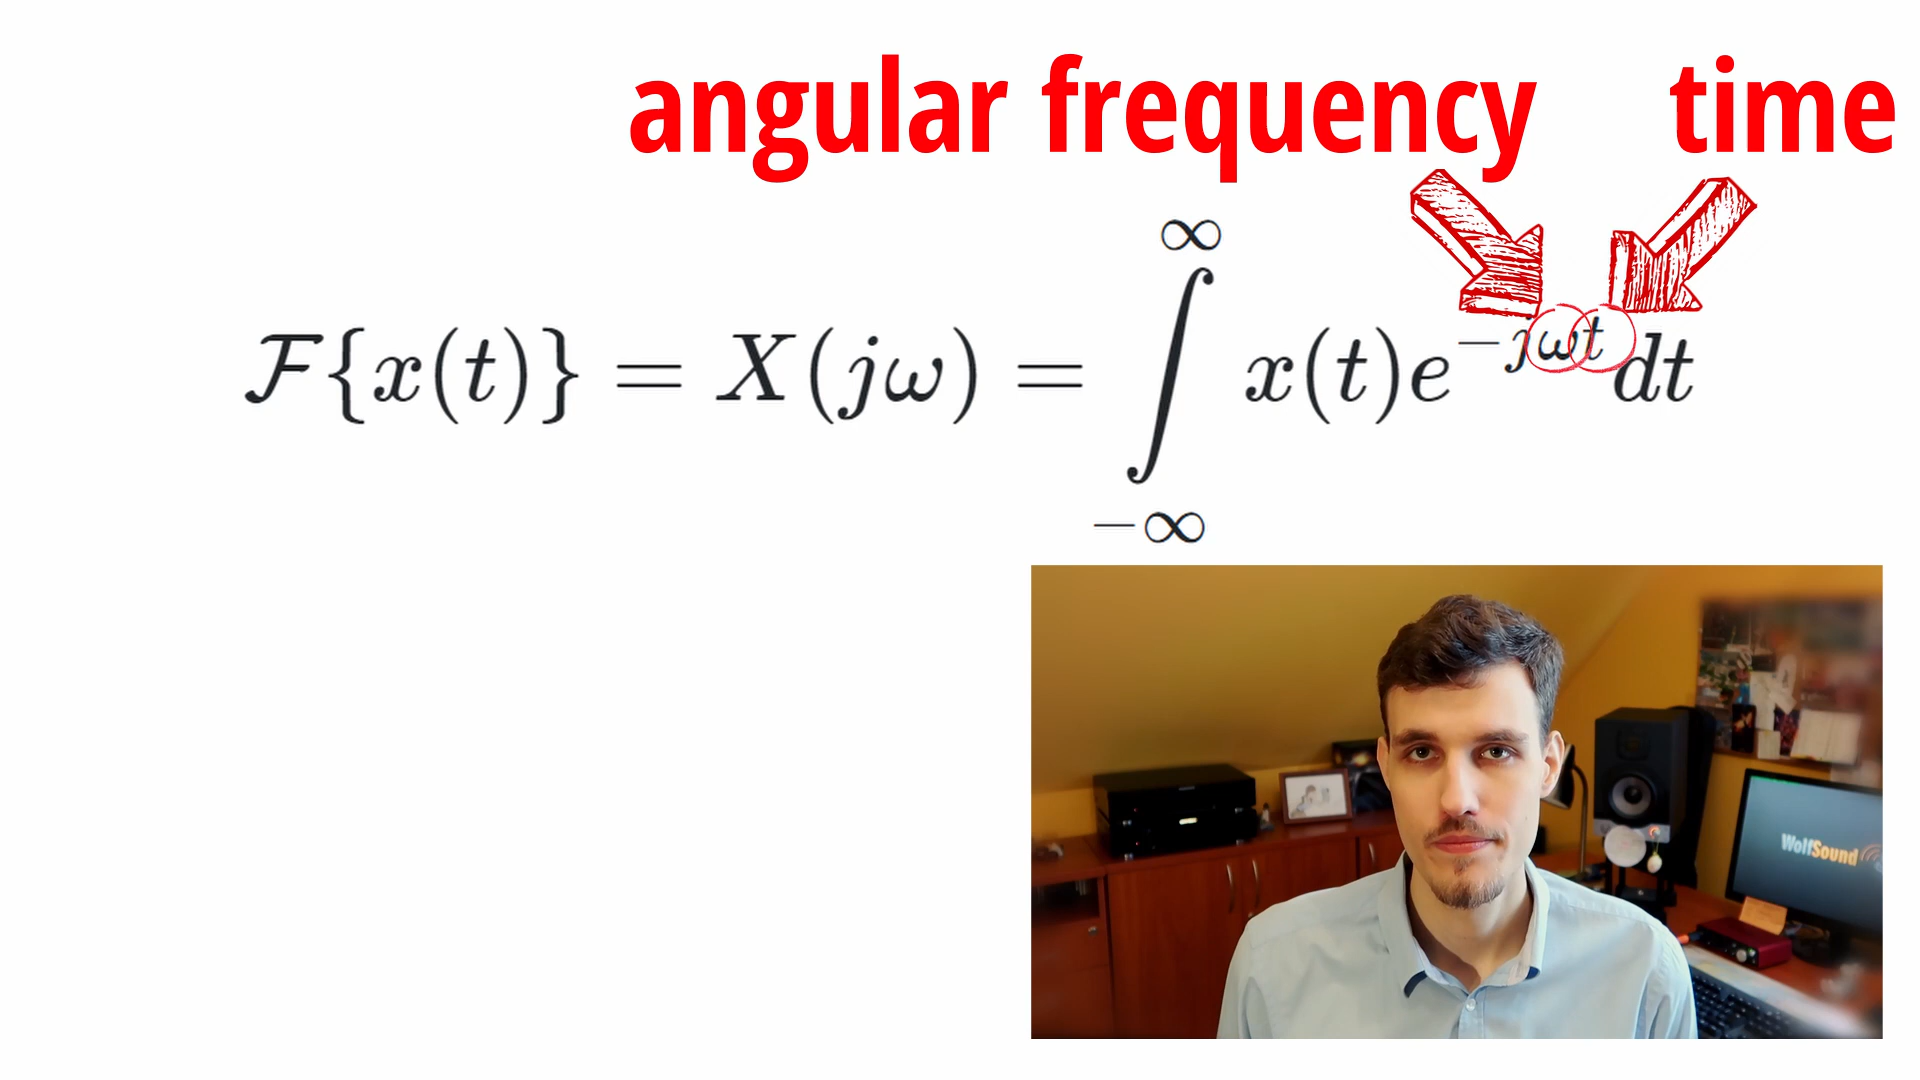 angular frequency time
ℱ{x(t)} = X(jω) = ∫_{-∞}^{∞} x(t)e^{-jωt}dt
WolfSound